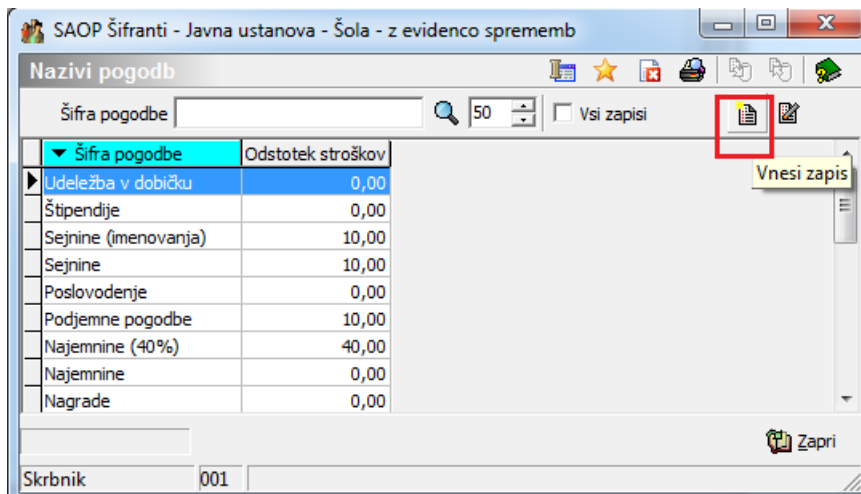 SAOP Šifranti - Javna ustanova - Šola - z evidenco sprememb
Nazivi pogodb
Šifra pogodbe 50 Vsi zapisi
Vnesi zapis
Šifra pogodbe Odstotek stroškov
Udeležba v dobičku 0,00
Štipendije 0,00
Sejnine (imenovanja) 10,00
Sejnine 10,00
Poslovodenje 0,00
Podjemne pogodbe 10,00
Najemnine (40%) 40,00
Najemnine 0,00
Nagrade 0,00
Zapri
Skrbnik 001